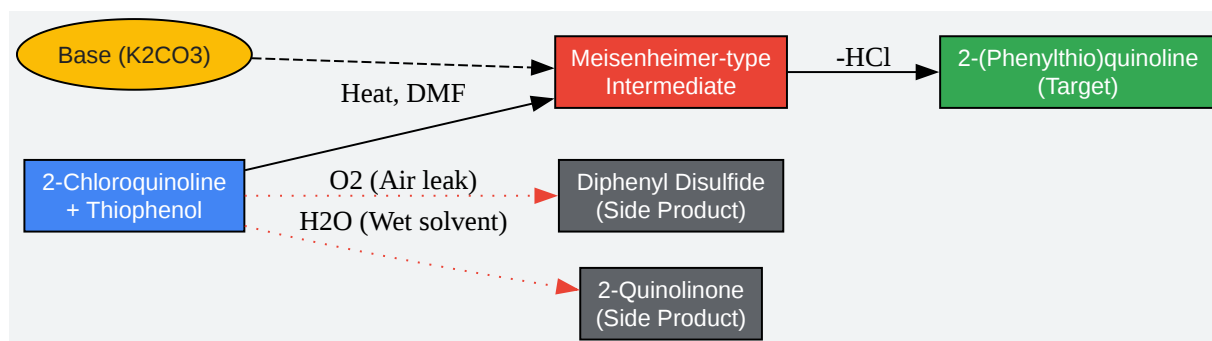 Base (K2CO3)
Meisenheimer-type
Intermediate
-HCl
2-(Phenylthio)quinoline
(Target)
Heat, DMF
2-Chloroquinoline
+ Thiophenol
O2 (Air leak)
Diphenyl Disulfide
(Side Product)
H2O (Wet solvent)
2-Quinolinone
(Side Product)